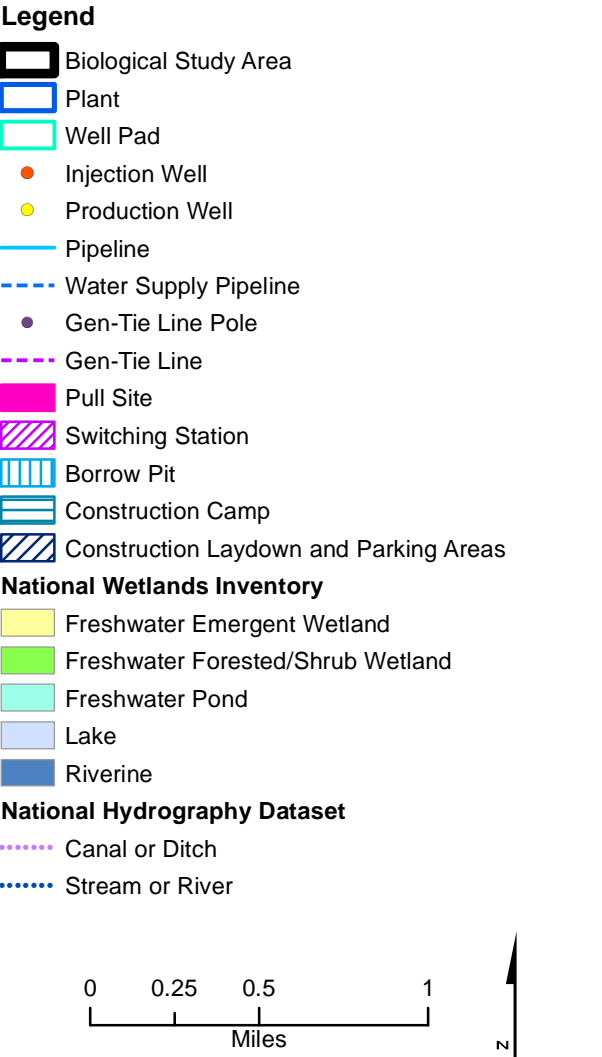 Legend
Biological Study Area
Plant
Well Pad
Injection Well
Production Well
Pipeline
Water Supply Pipeline
Gen-Tie Line Pole
Gen-Tie Line
Pull Site
Switching Station
Borrow Pit
Construction Camp
Construction Laydown and Parking Areas
National Wetlands Inventory
Freshwater Emergent Wetland
Freshwater Forested/Shrub Wetland
Freshwater Pond
Lake
Riverine
National Hydrography Dataset
Canal or Ditch
Stream or River
0 0.25 0.5 1
Miles
N